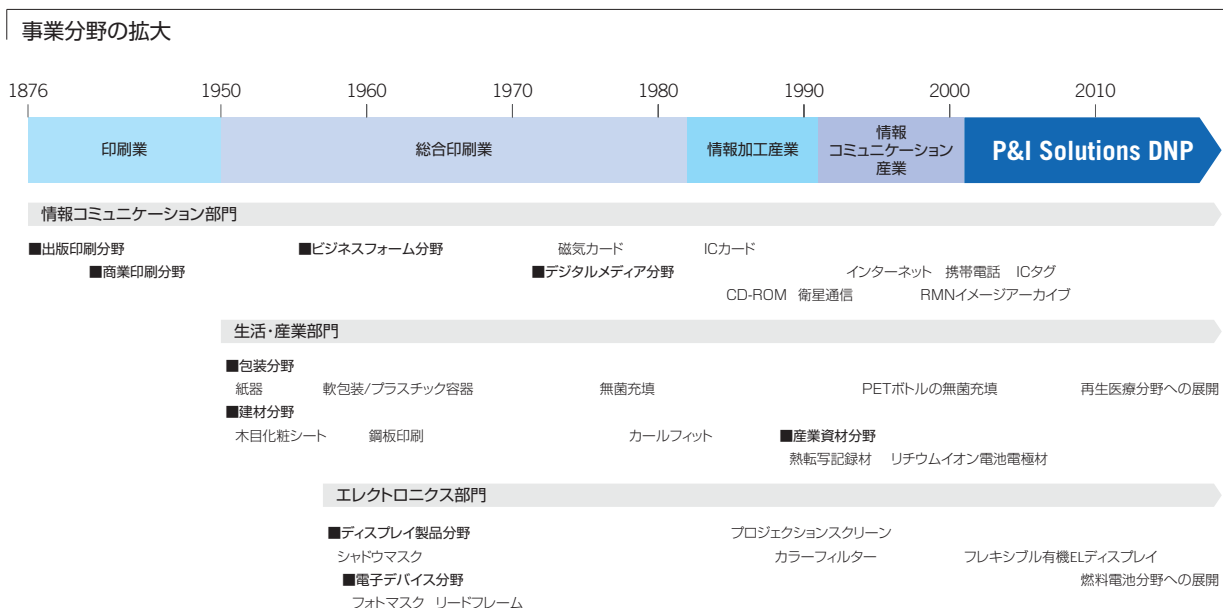 事業分野の拡大
1876 1950 1960 1970 1980 1990 2000 2010
印刷業 総合印刷業 情報加工産業 情報コミュニケーション産業 P&I Solutions DNP
情報コミュニケーション部門
■出版印刷分野 ■ビジネスフォーム分野 磁気カード ICカード
■商業印刷分野 ■デジタルメディア分野 インターネット 携帯電話 ICタグ
CD-ROM 衛星通信 RMNイメージアーカイブ
生活・産業部門
■包装分野
紙器 軟包装/プラスチック容器 無菌充填 PETボトルの無菌充填 再生医療分野への展開
■建材分野
木目化粧シート 鋼板印刷 カールフィット ■産業資材分野
熱転写記録材 リチウムイオン電池電極材
エレクトロニクス部門
■ディスプレイ製品分野 プロジェクションスクリーン
シャドウマスク カラーフィルター フレキシブル有機ELディスプレイ
■電子デバイス分野 燃料電池分野への展開
フォトマスク リードフレーム